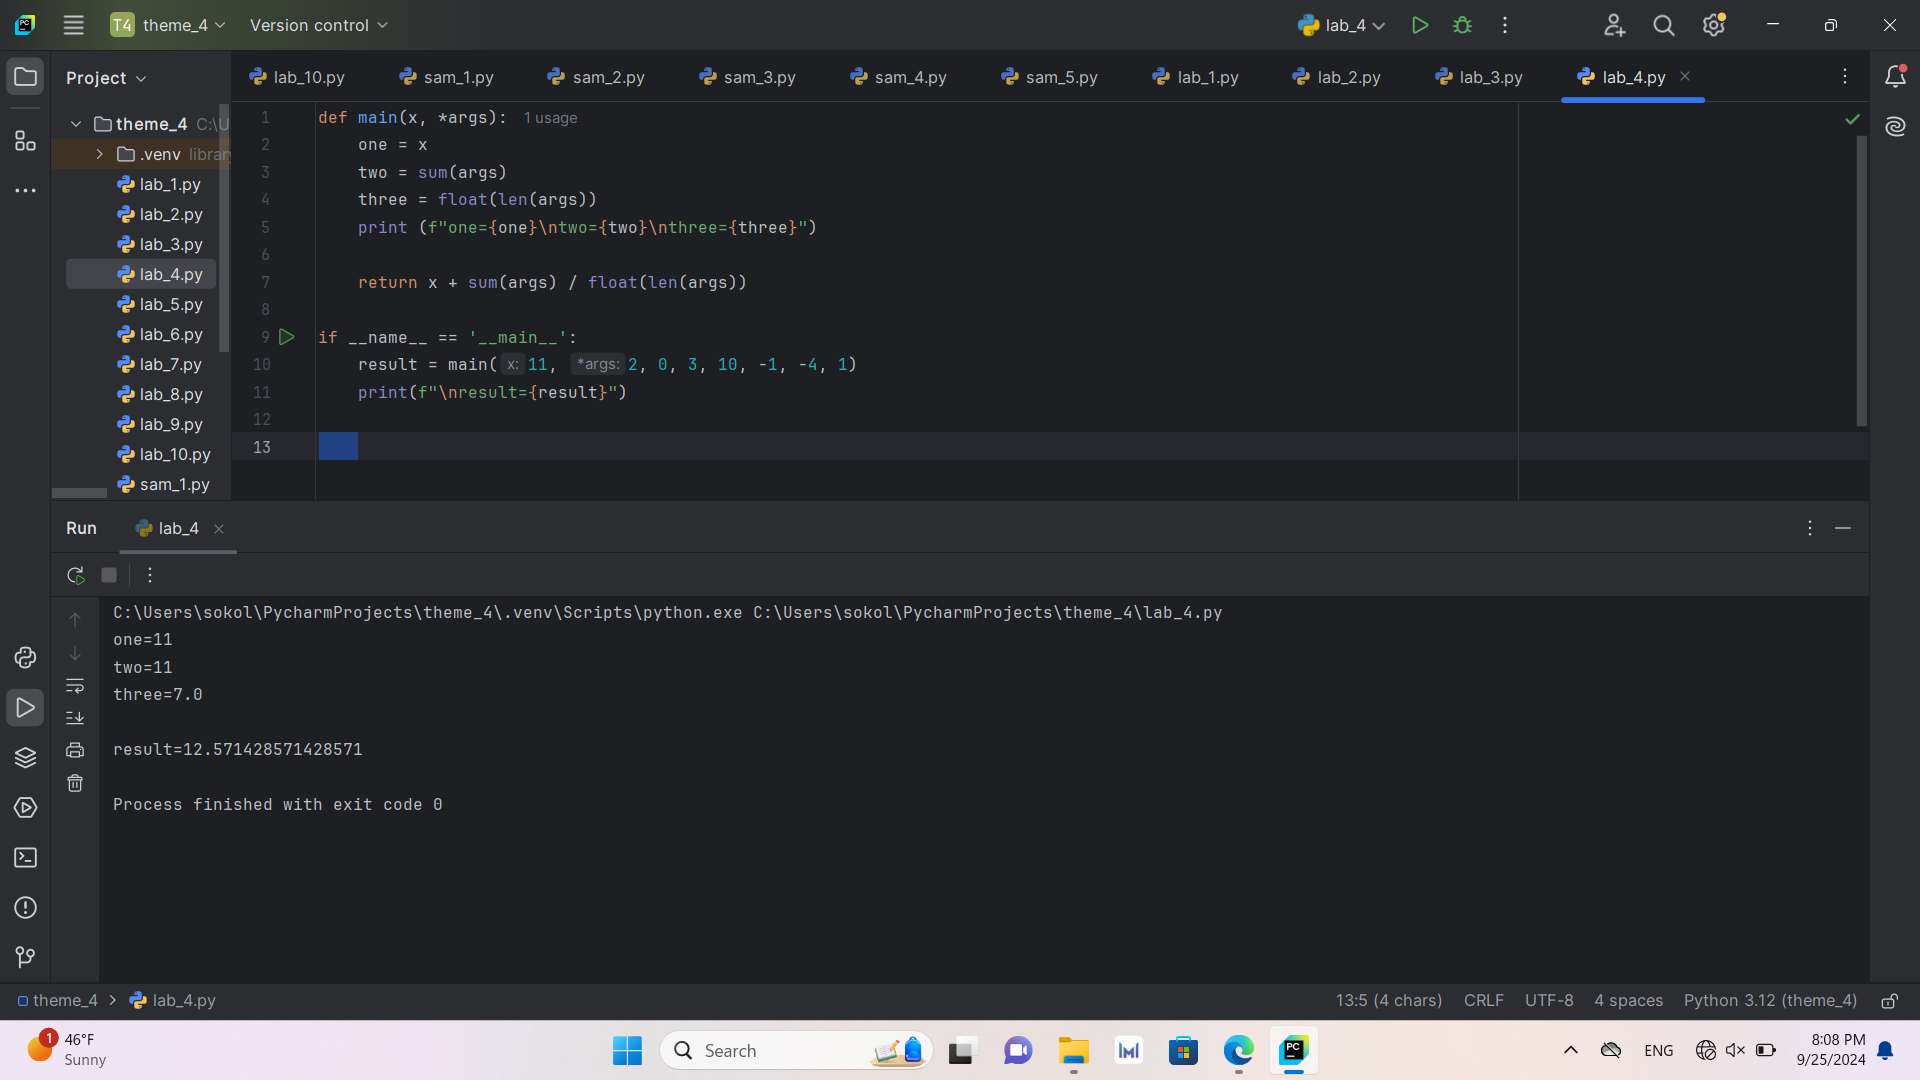 T4 theme_4 Version control lab_4
Project lab_10.py sam_1.py sam_2.py sam_3.py sam_4.py sam_5.py lab_1.py lab_2.py lab_3.py lab_4.py
theme_4 C:\U
.venv library
lab_1.py
lab_2.py
lab_3.py
lab_4.py
lab_5.py
lab_6.py
lab_7.py
lab_8.py
lab_9.py
lab_10.py
sam_1.py
1 def main(x, *args): 1 usage
2 one = x
3 two = sum(args)
4 three = float(len(args))
5 print (f"one={one}\ntwo={two}\nthree={three}")
6
7 return x + sum(args) / float(len(args))
8
9 if __name__ == '__main__':
10 result = main( x: 11, *args: 2, 0, 3, 10, -1, -4, 1)
11 print(f"\nresult={result}")
12
13
Run lab_4
C:\Users\sokol\PycharmProjects\theme_4\.venv\Scripts\python.exe C:\Users\sokol\PycharmProjects\theme_4\lab_4.py
one=11
two=11
three=7.0
result=12.571428571428571
Process finished with exit code 0
theme_4 lab_4.py 13:5 (4 chars) CRLF UTF-8 4 spaces Python 3.12 (theme_4)
1 46°F
Sunny
Search
PC
ENG
8:08 PM
9/25/2024